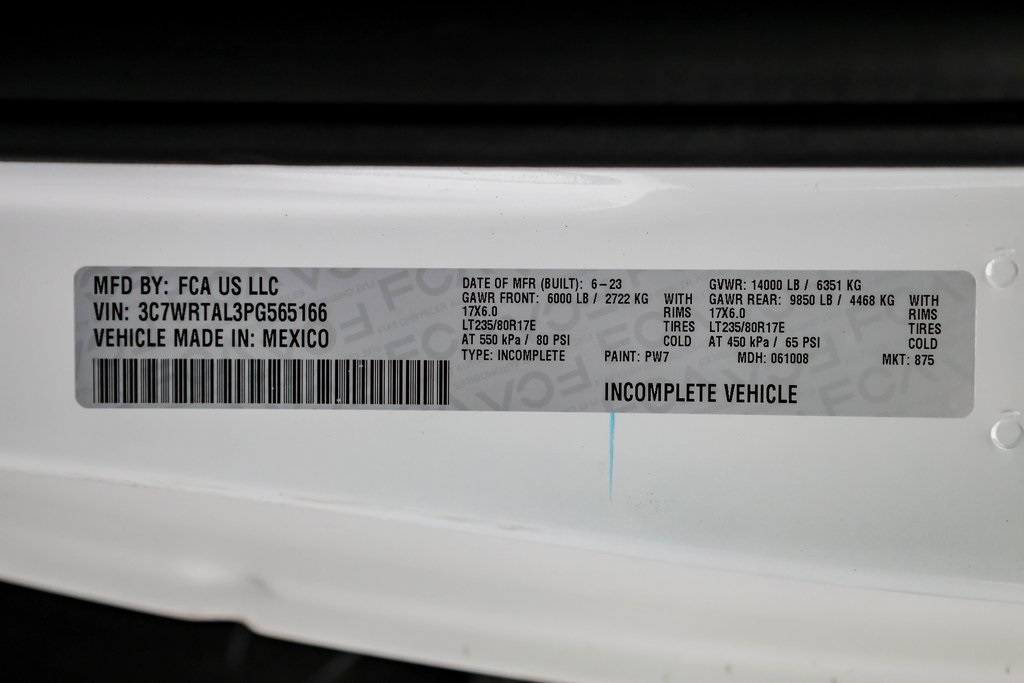 MFD BY: FCA US LLC
VIN: 3C7WRTAL3PG565166
VEHICLE MADE IN: MEXICO
DATE OF MFR (BUILT): 6-23
GAWR FRONT: 6000 LB / 2722 KG WITH
17X6.0 RIMS
LT235/80R17E TIRES
AT 550 kPa / 80 PSI COLD
TYPE: INCOMPLETE
GVWR: 14000 LB / 6351 KG
GAWR REAR: 9850 LB / 4468 KG WITH
17X6.0 RIMS
LT235/80R17E TIRES
AT 450 kPa / 65 PSI COLD
PAINT: PW7 MDH: 061008 MKT: 875
INCOMPLETE VEHICLE